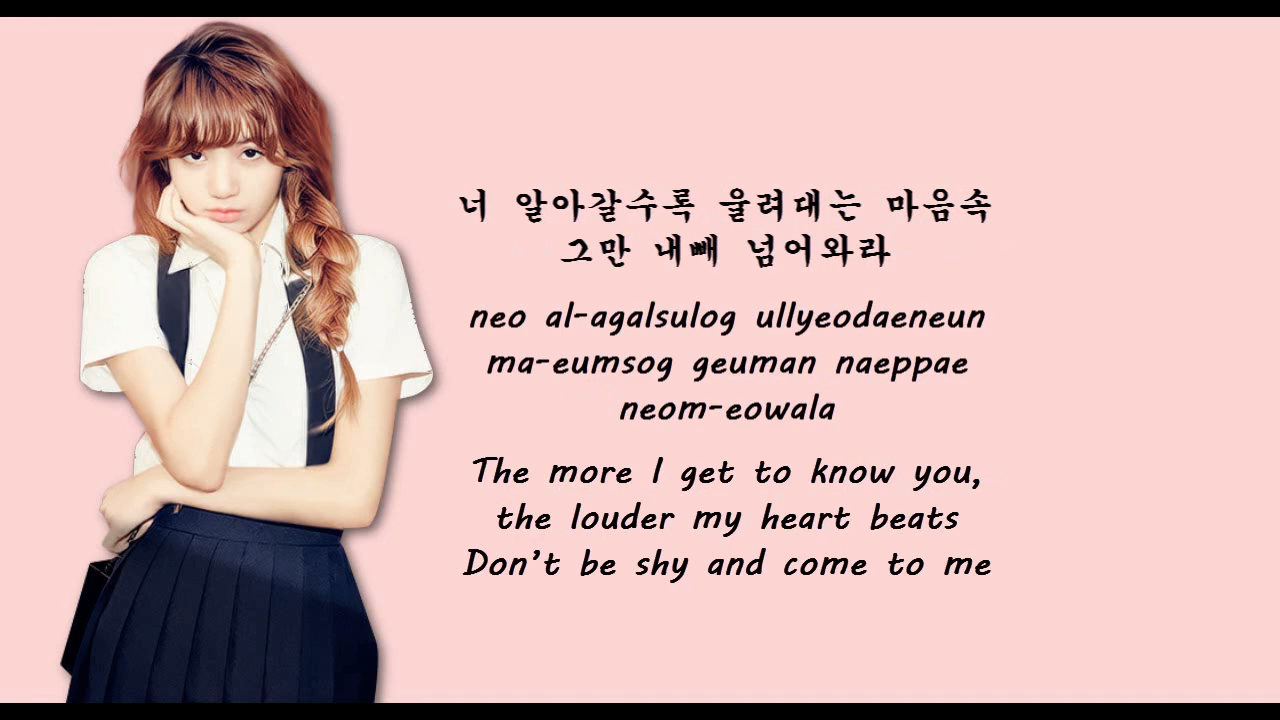 너 알아갈수록 울려대는 마음속
그만 내빼 넘어와라
neo al-agalsulog ullyeodaeneun
ma-eumsog geuman naeppae
neom-eowala
The more I get to know you,
the louder my heart beats
Don't be shy and come to me